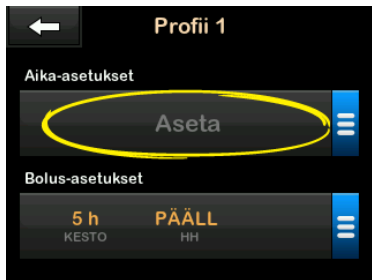 Profii 1
Aika-asetukset
Aseta
Bolus-asetukset
5 h PÄÄLL
KESTO HH